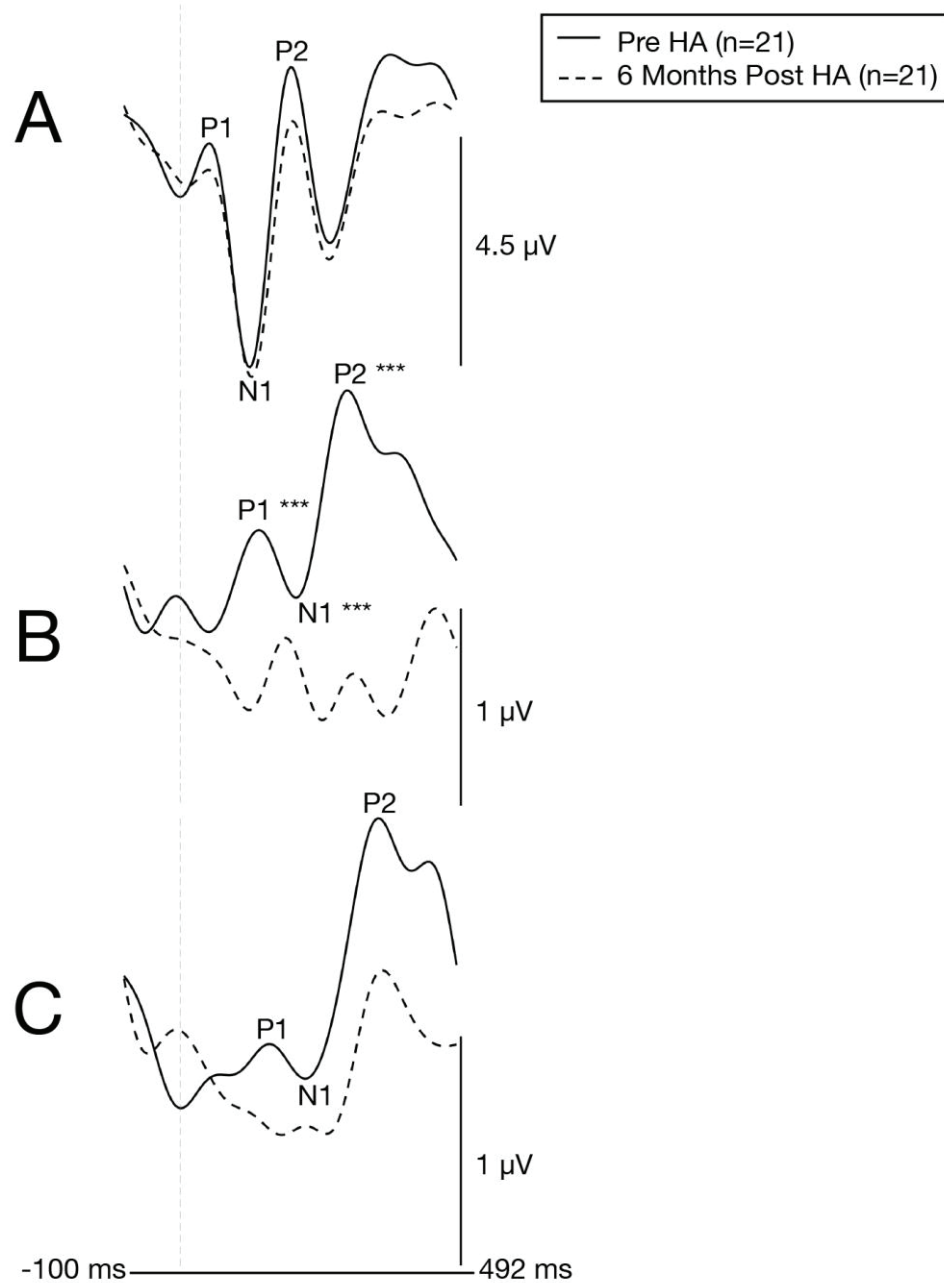 Pre HA (n=21)
6 Months Post HA (n=21)
A
P1
P2
N1
4.5 µV
B
P1 ***
N1 ***
P2 ***
1 µV
C
P1
N1
P2
1 µV
-100 ms
492 ms